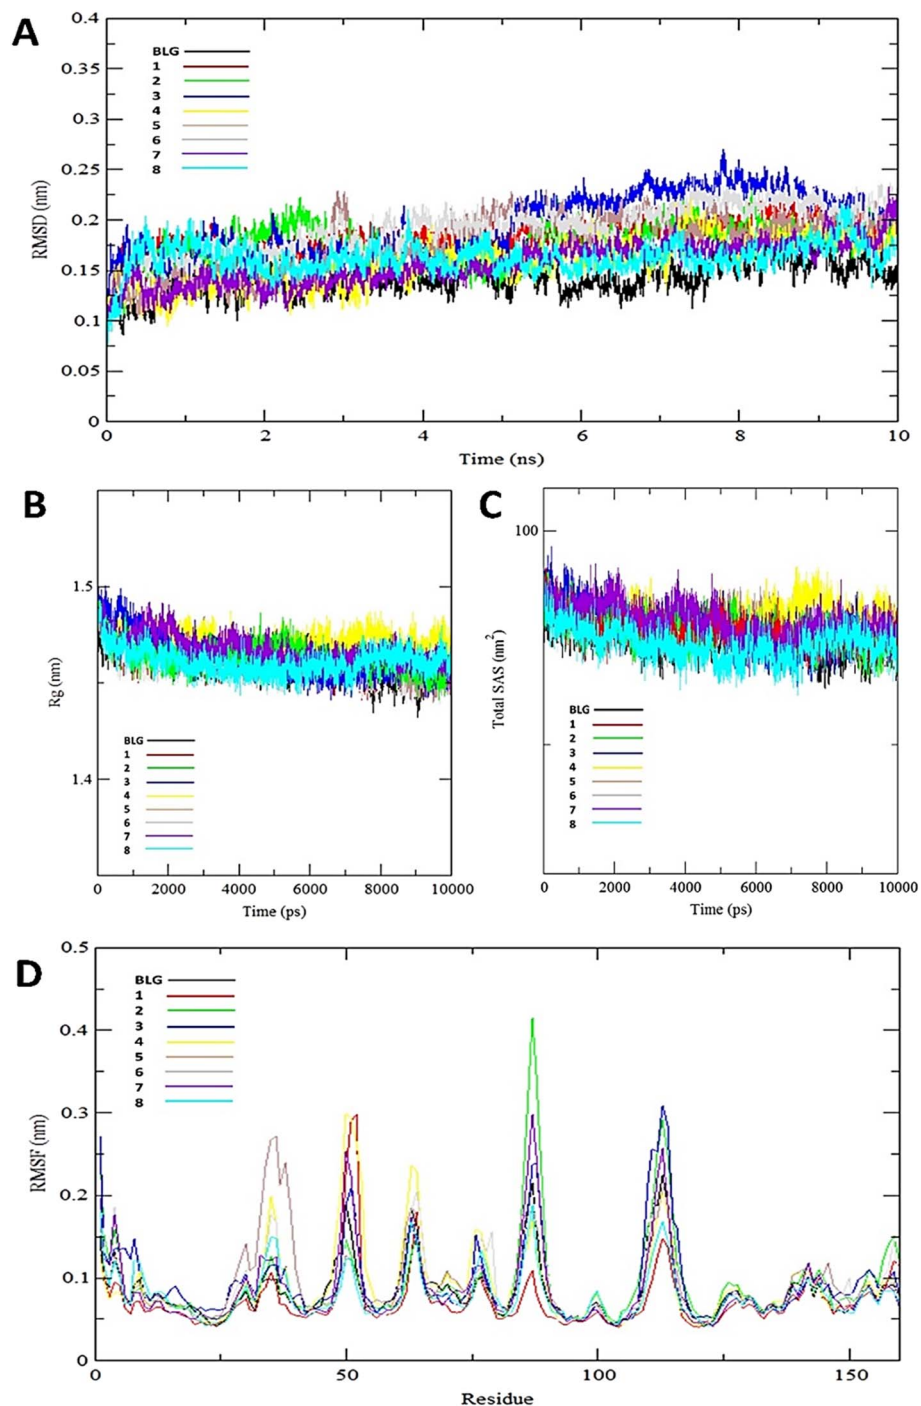 A
0.4
0.35
0.3
0.25
0.2
0.15
0.1
0.05
0
RMSD (nm)
BLG
1
2
3
4
5
6
7
8
0 2 4 6 8 10
Time (ns)
B
1.5
1.4
Rg (nm)
BLG
1
2
3
4
5
6
7
8
0 2000 4000 6000 8000 10000
Time (ps)
C
100
Total SAS (nm²)
BLG
1
2
3
4
5
6
7
8
0 2000 4000 6000 8000 10000
Time (ps)
D
0.5
0.4
0.3
0.2
0.1
0
RMSF (nm)
BLG
1
2
3
4
5
6
7
8
0 50 100 150
Residue